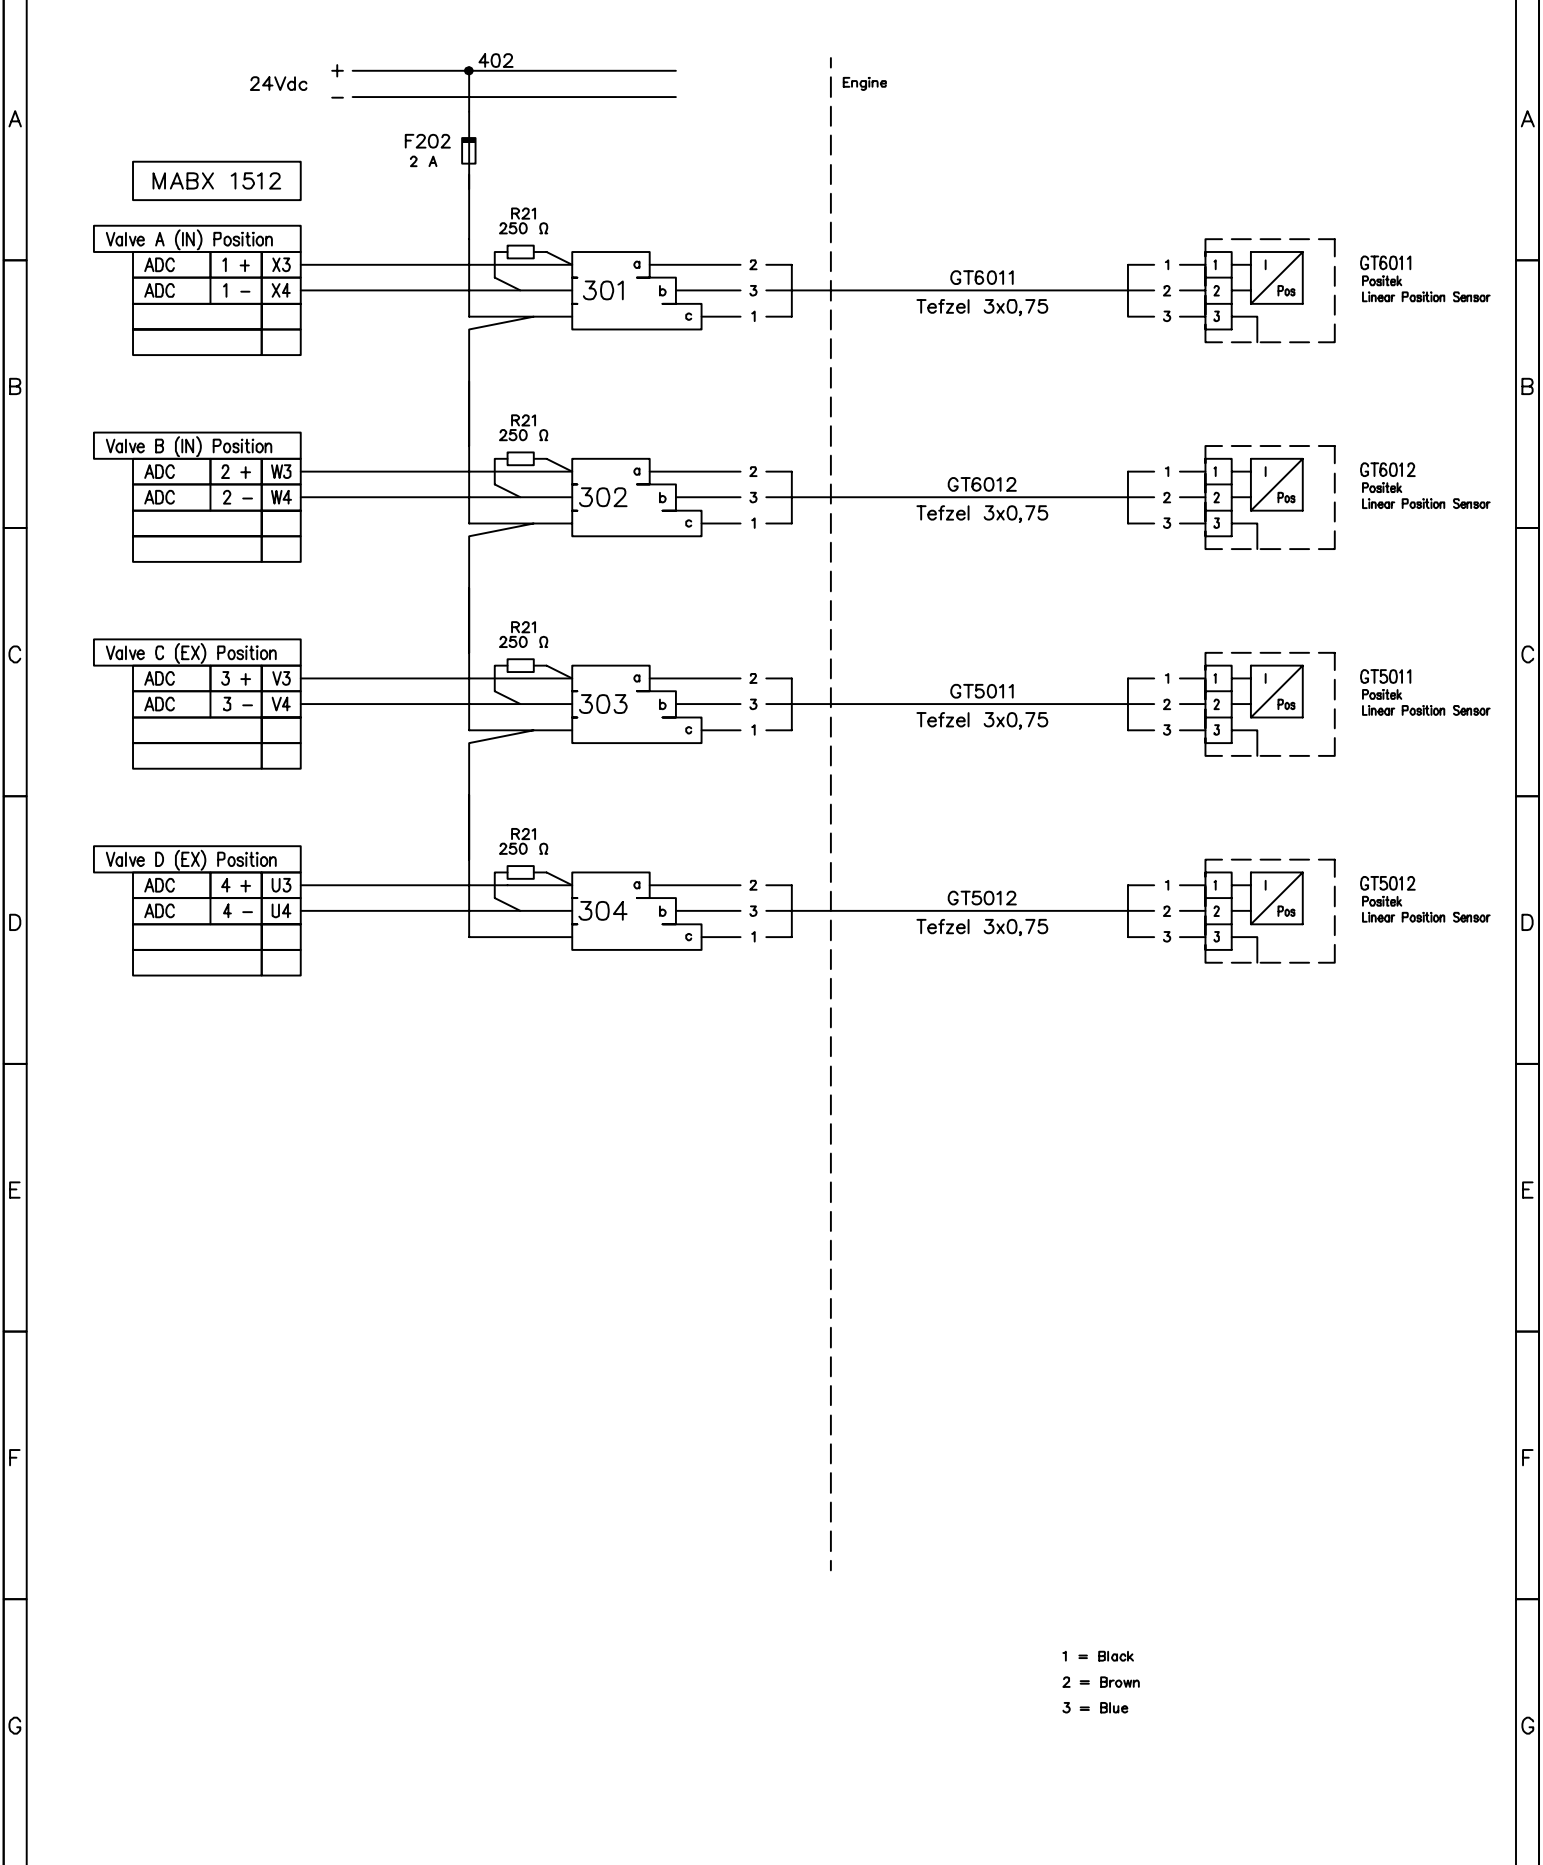 402
24Vdc + −
Engine
A A
F202
2 A
MABX 1512
R21
250 Ω
Valve A (IN) Position
ADC 1 + X3
ADC 1 − X4
301 a b c
2
3
1
GT6011
Tefzel 3x0,75
1 1
2 2
3 3
I Pos
GT6011
Positek
Linear Position Sensor
B B
R21
250 Ω
Valve B (IN) Position
ADC 2 + W3
ADC 2 − W4
302 a b c
2
3
1
GT6012
Tefzel 3x0,75
1 1
2 2
3 3
I Pos
GT6012
Positek
Linear Position Sensor
C C
R21
250 Ω
Valve C (EX) Position
ADC 3 + V3
ADC 3 − V4
303 a b c
2
3
1
GT5011
Tefzel 3x0,75
1 1
2 2
3 3
I Pos
GT5011
Positek
Linear Position Sensor
R21
250 Ω
Valve D (EX) Position
ADC 4 + U3
ADC 4 − U4
304 a b c
2
3
1
GT5012
Tefzel 3x0,75
1 1
2 2
3 3
I Pos
GT5012
Positek
Linear Position Sensor
D D
E E
F F
1 = Black
2 = Brown
3 = Blue
G G